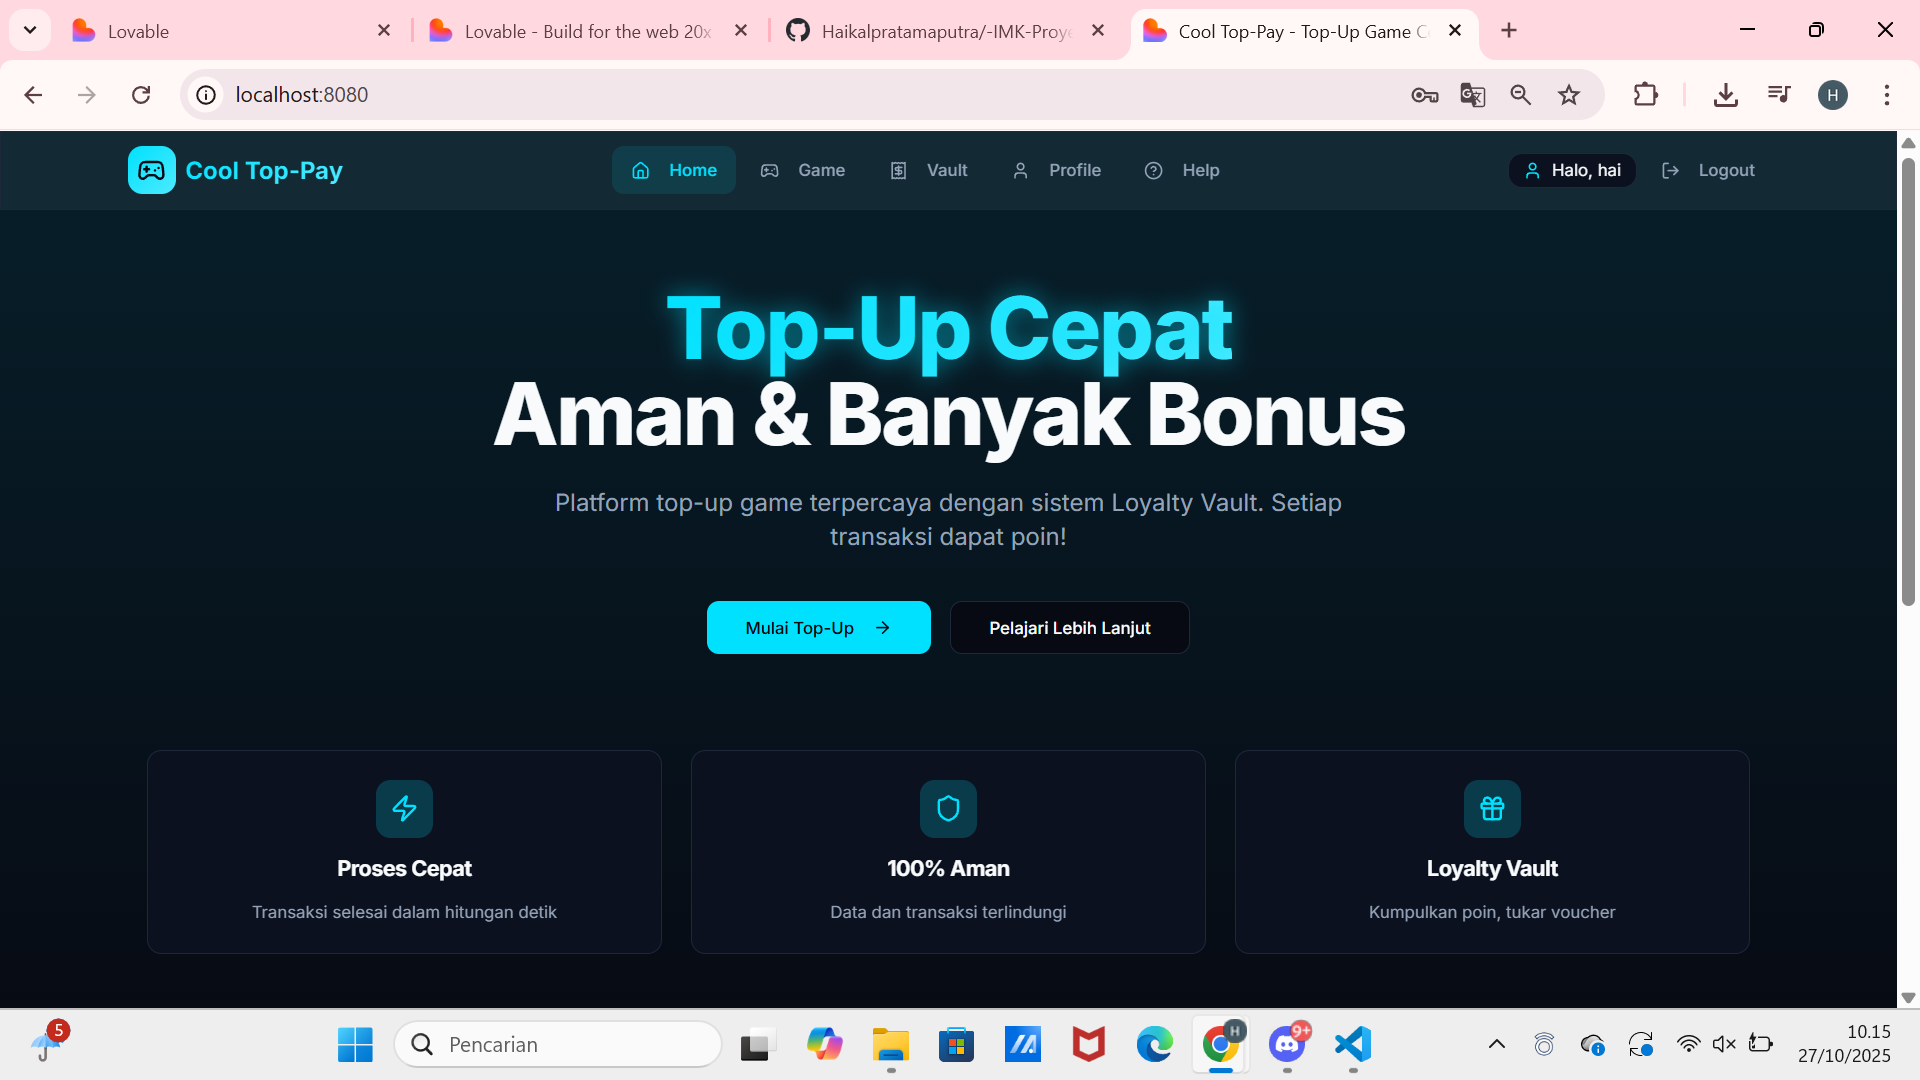 Lovable
Lovable - Build for the web 20x
Haikalpratamaputra/-IMK-Proye
Cool Top-Pay - Top-Up Game C
localhost:8080
H
Cool Top-Pay
Home
Game
Vault
Profile
Help
Halo, hai
Logout
Top-Up Cepat
Aman & Banyak Bonus
Platform top-up game terpercaya dengan sistem Loyalty Vault. Setiap
transaksi dapat poin!
Mulai Top-Up
Pelajari Lebih Lanjut
Proses Cepat
Transaksi selesai dalam hitungan detik
100% Aman
Data dan transaksi terlindungi
Loyalty Vault
Kumpulkan poin, tukar voucher
5
Pencarian
H
9+
10.15
27/10/2025